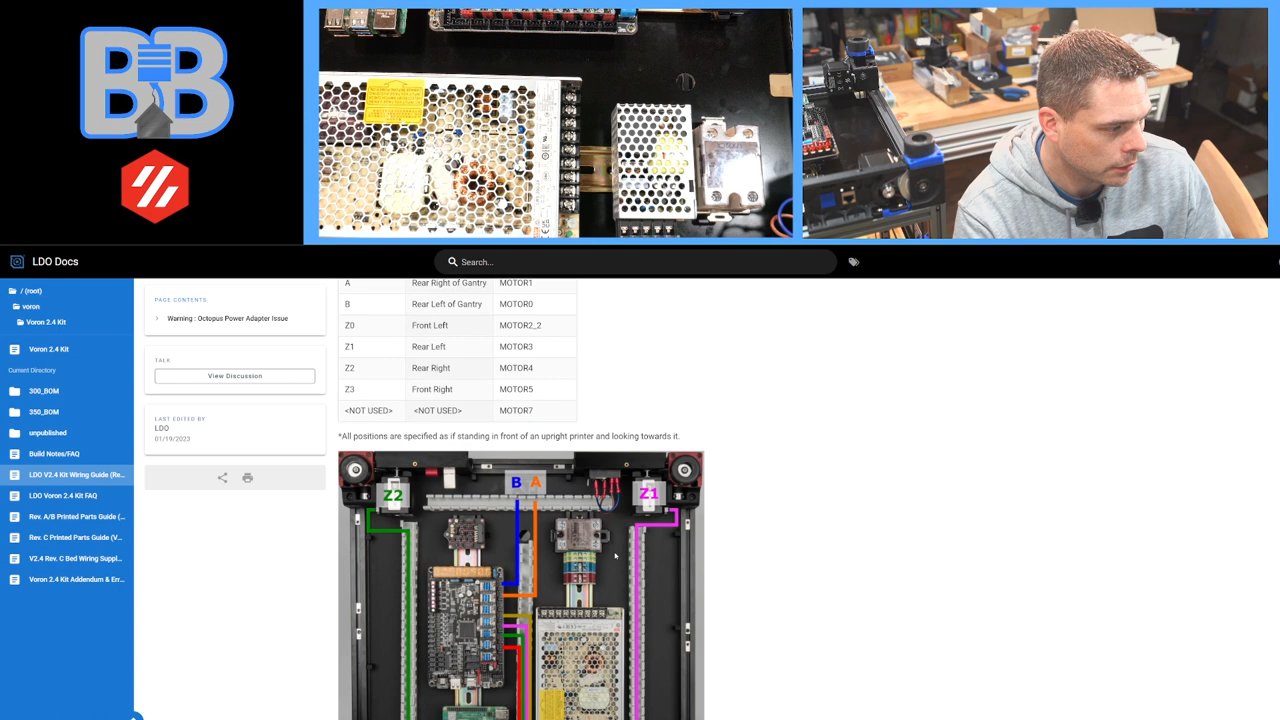 BB
LDO Docs
Search...
/ (root)
voron
Voron 2.4 Kit
Voron 2.4 Kit
Current Directory
300_BOM
350_BOM
unpublished
Build Notes/FAQ
LDO V2.4 Kit Wiring Guide (Re...
LDO Voron 2.4 Kit FAQ
Rev. A/B Printed Parts Guide (...
Rev. C Printed Parts Guide (V...
V2.4 Rev. C Bed Wiring Suppl...
Voron 2.4 Kit Addendum & Err...
PAGE CONTENTS
Warning : Octopus Power Adapter Issue
TALK
View Discussion
LAST EDITED BY
LDO
01/19/2023
A Rear Right of Gantry MOTOR1
B Rear Left of Gantry MOTOR0
Z0 Front Left MOTOR2_2
Z1 Rear Left MOTOR3
Z2 Rear Right MOTOR4
Z3 Front Right MOTOR5
<NOT USED> <NOT USED> MOTOR7
*All positions are specified as if standing in front of an upright printer and looking towards it.
Z2
B A
Z1